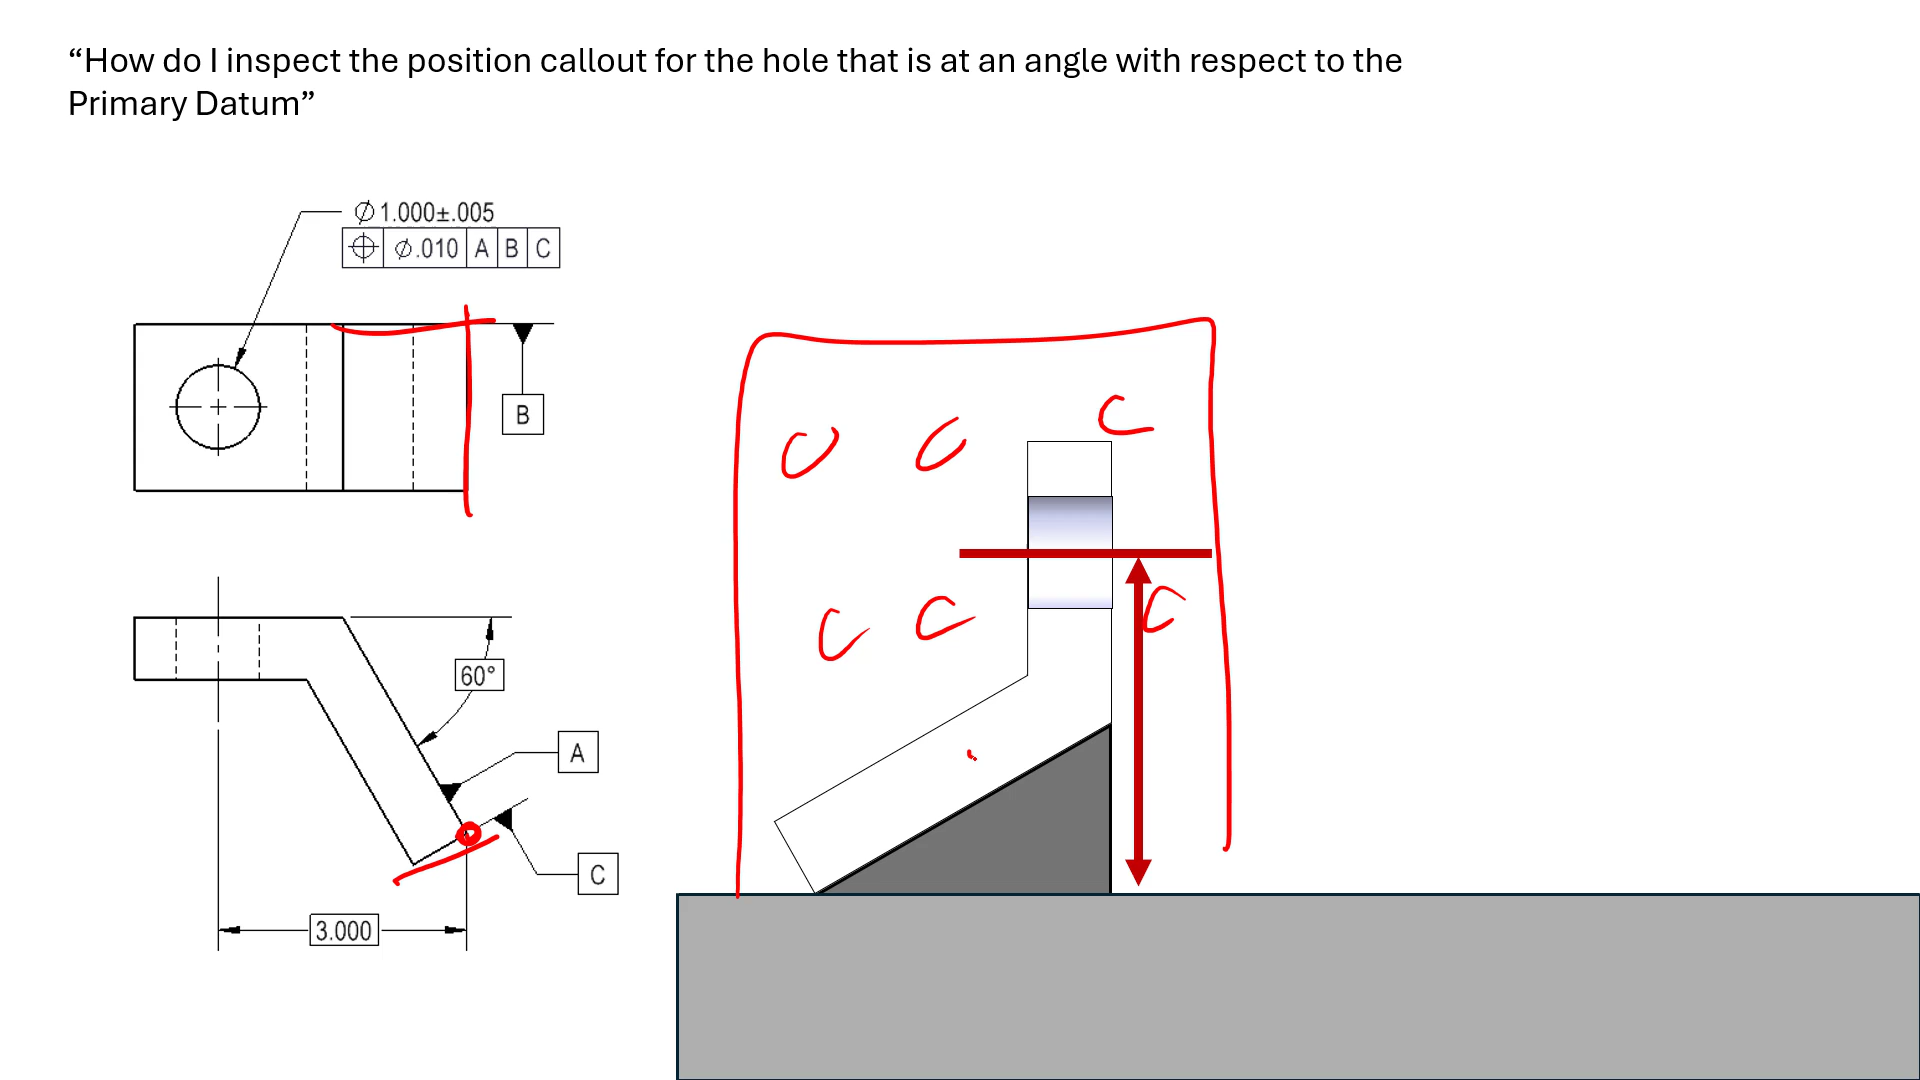 “How do I inspect the position callout for the hole that is at an angle with respect to the
Primary Datum”
∅1.000±.005
⌖ ∅.010 A B C
B
60°
A
C
3.000